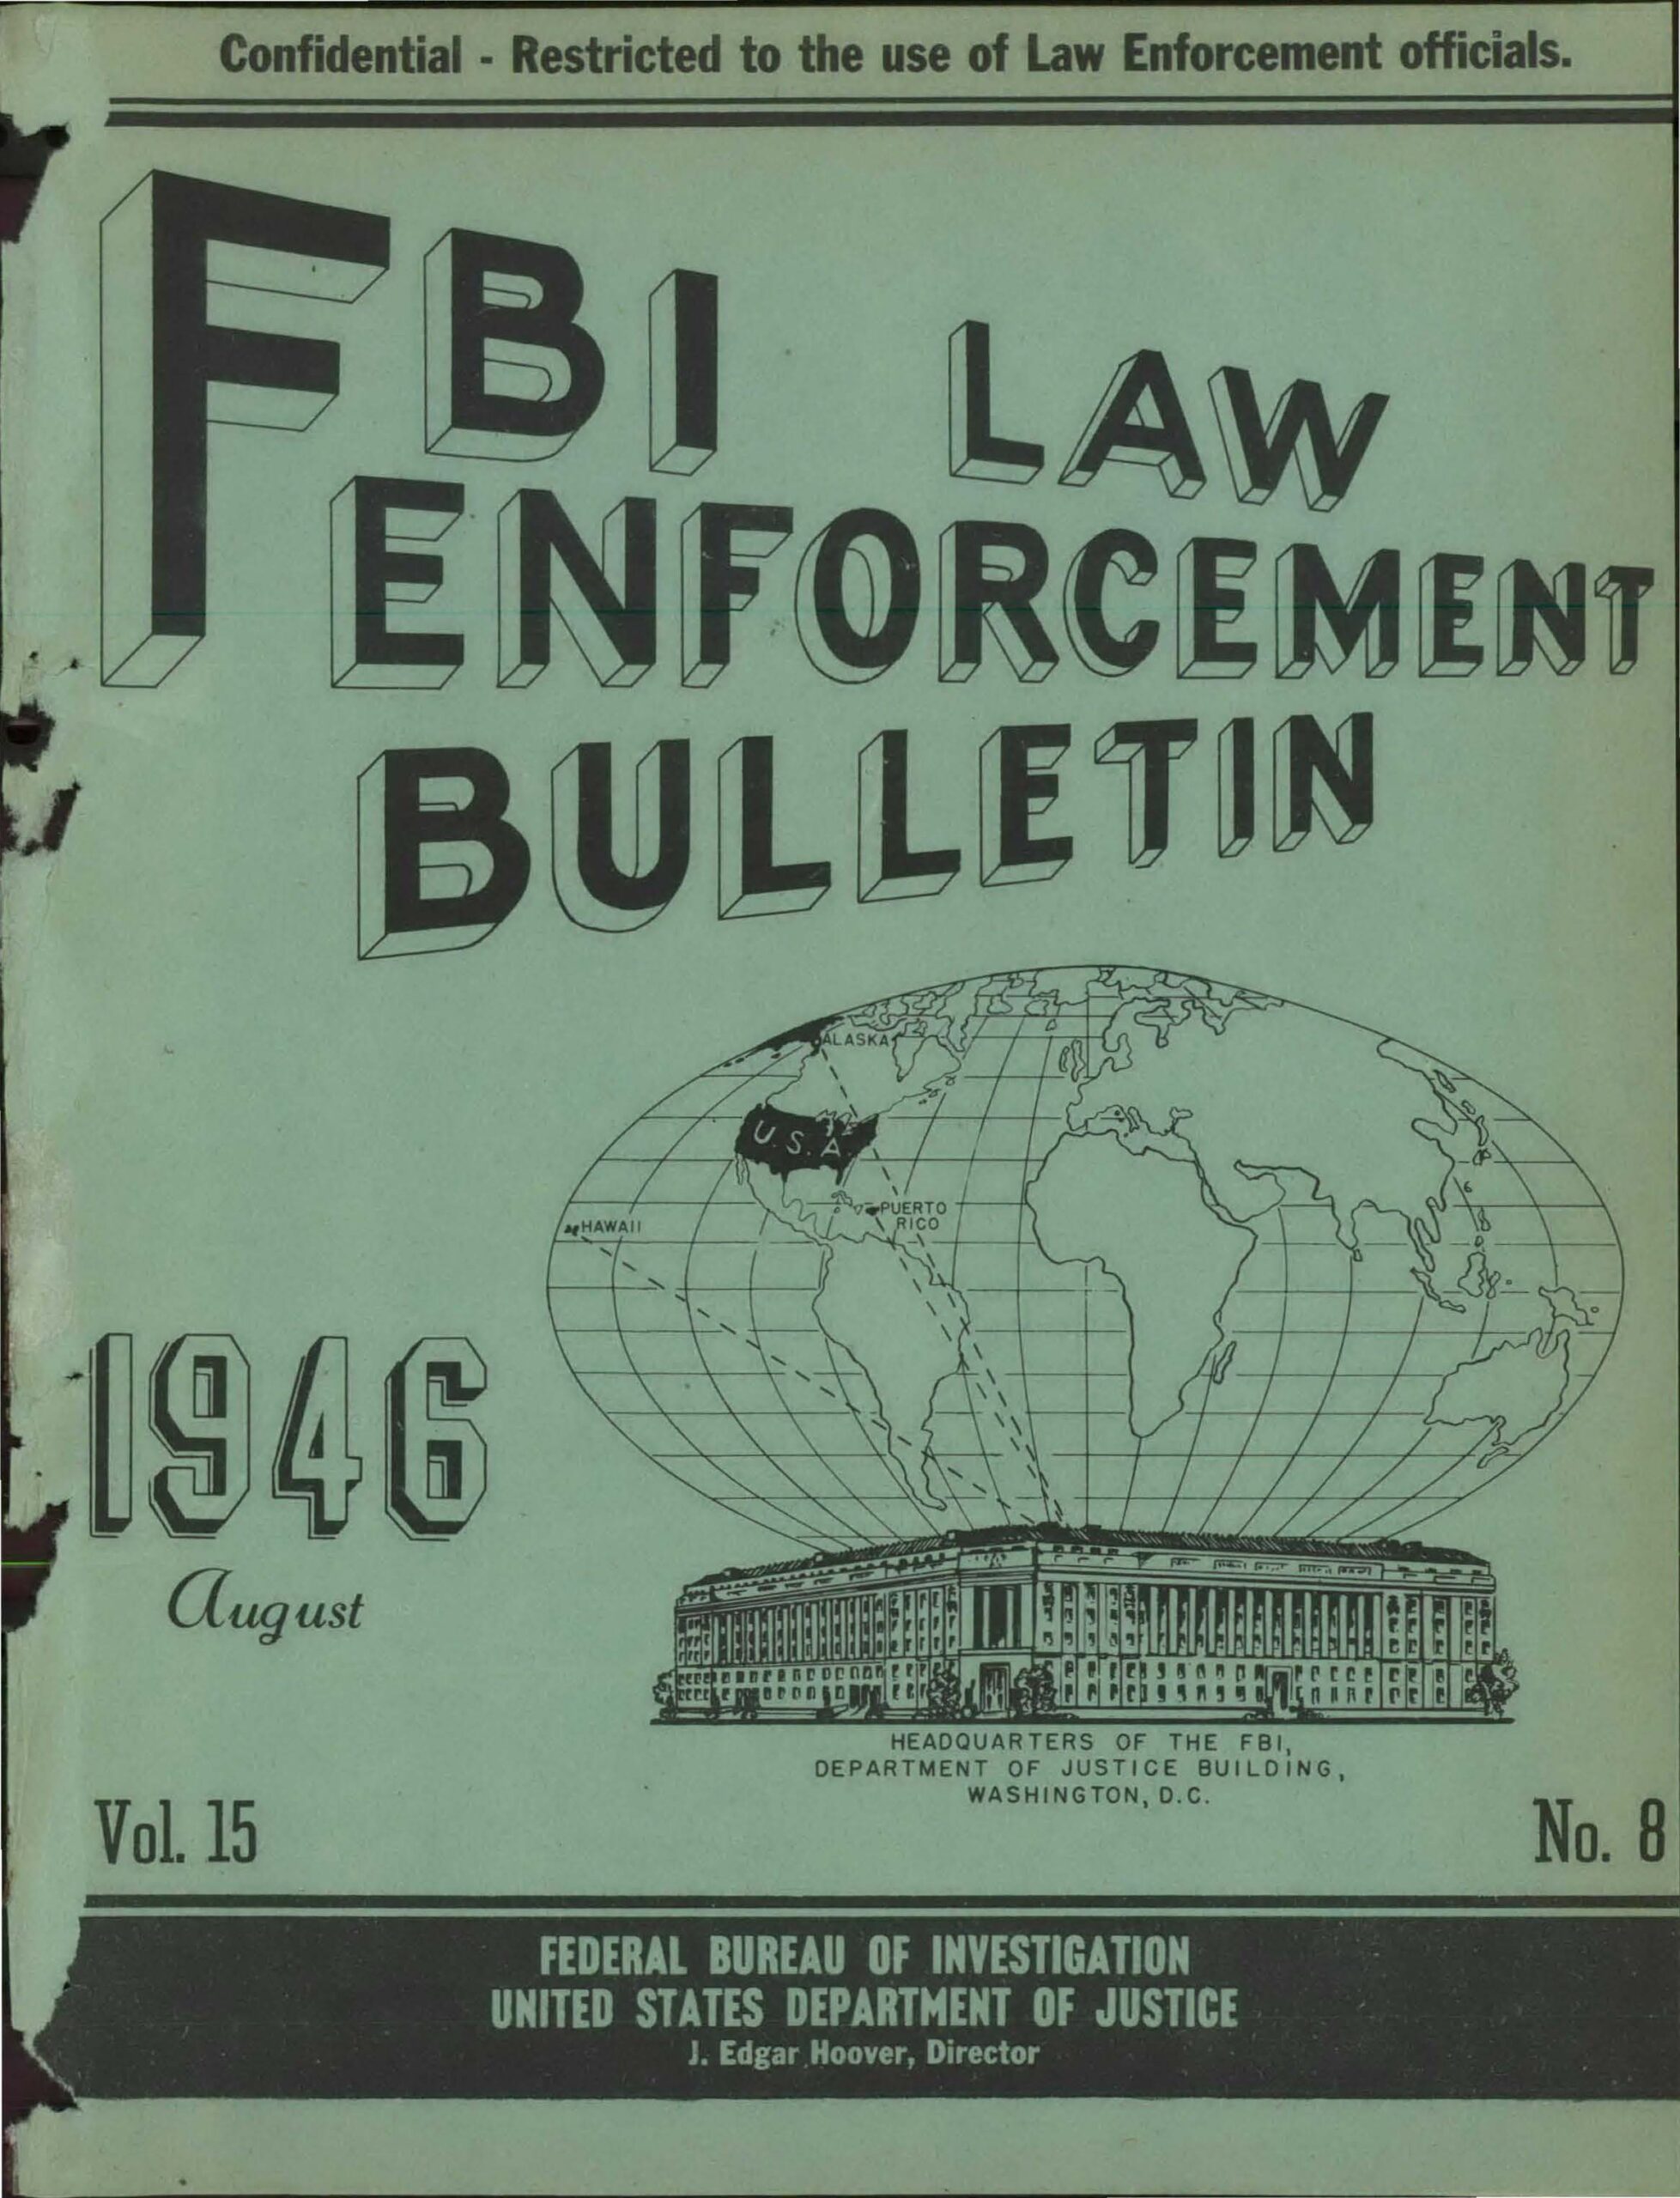 Confidential - Restricted to the use of Law Enforcement officials.
FBI LAW
ENFORCEMENT
BULLETIN
ALASKA
U.S.A
PUERTO
RICO
HAWAII
1946
August
HEADQUARTERS OF THE FBI,
DEPARTMENT OF JUSTICE BUILDING,
WASHINGTON, D.C.
Vol. 15
No. 8
FEDERAL BUREAU OF INVESTIGATION
UNITED STATES DEPARTMENT OF JUSTICE
J. Edgar Hoover, Director